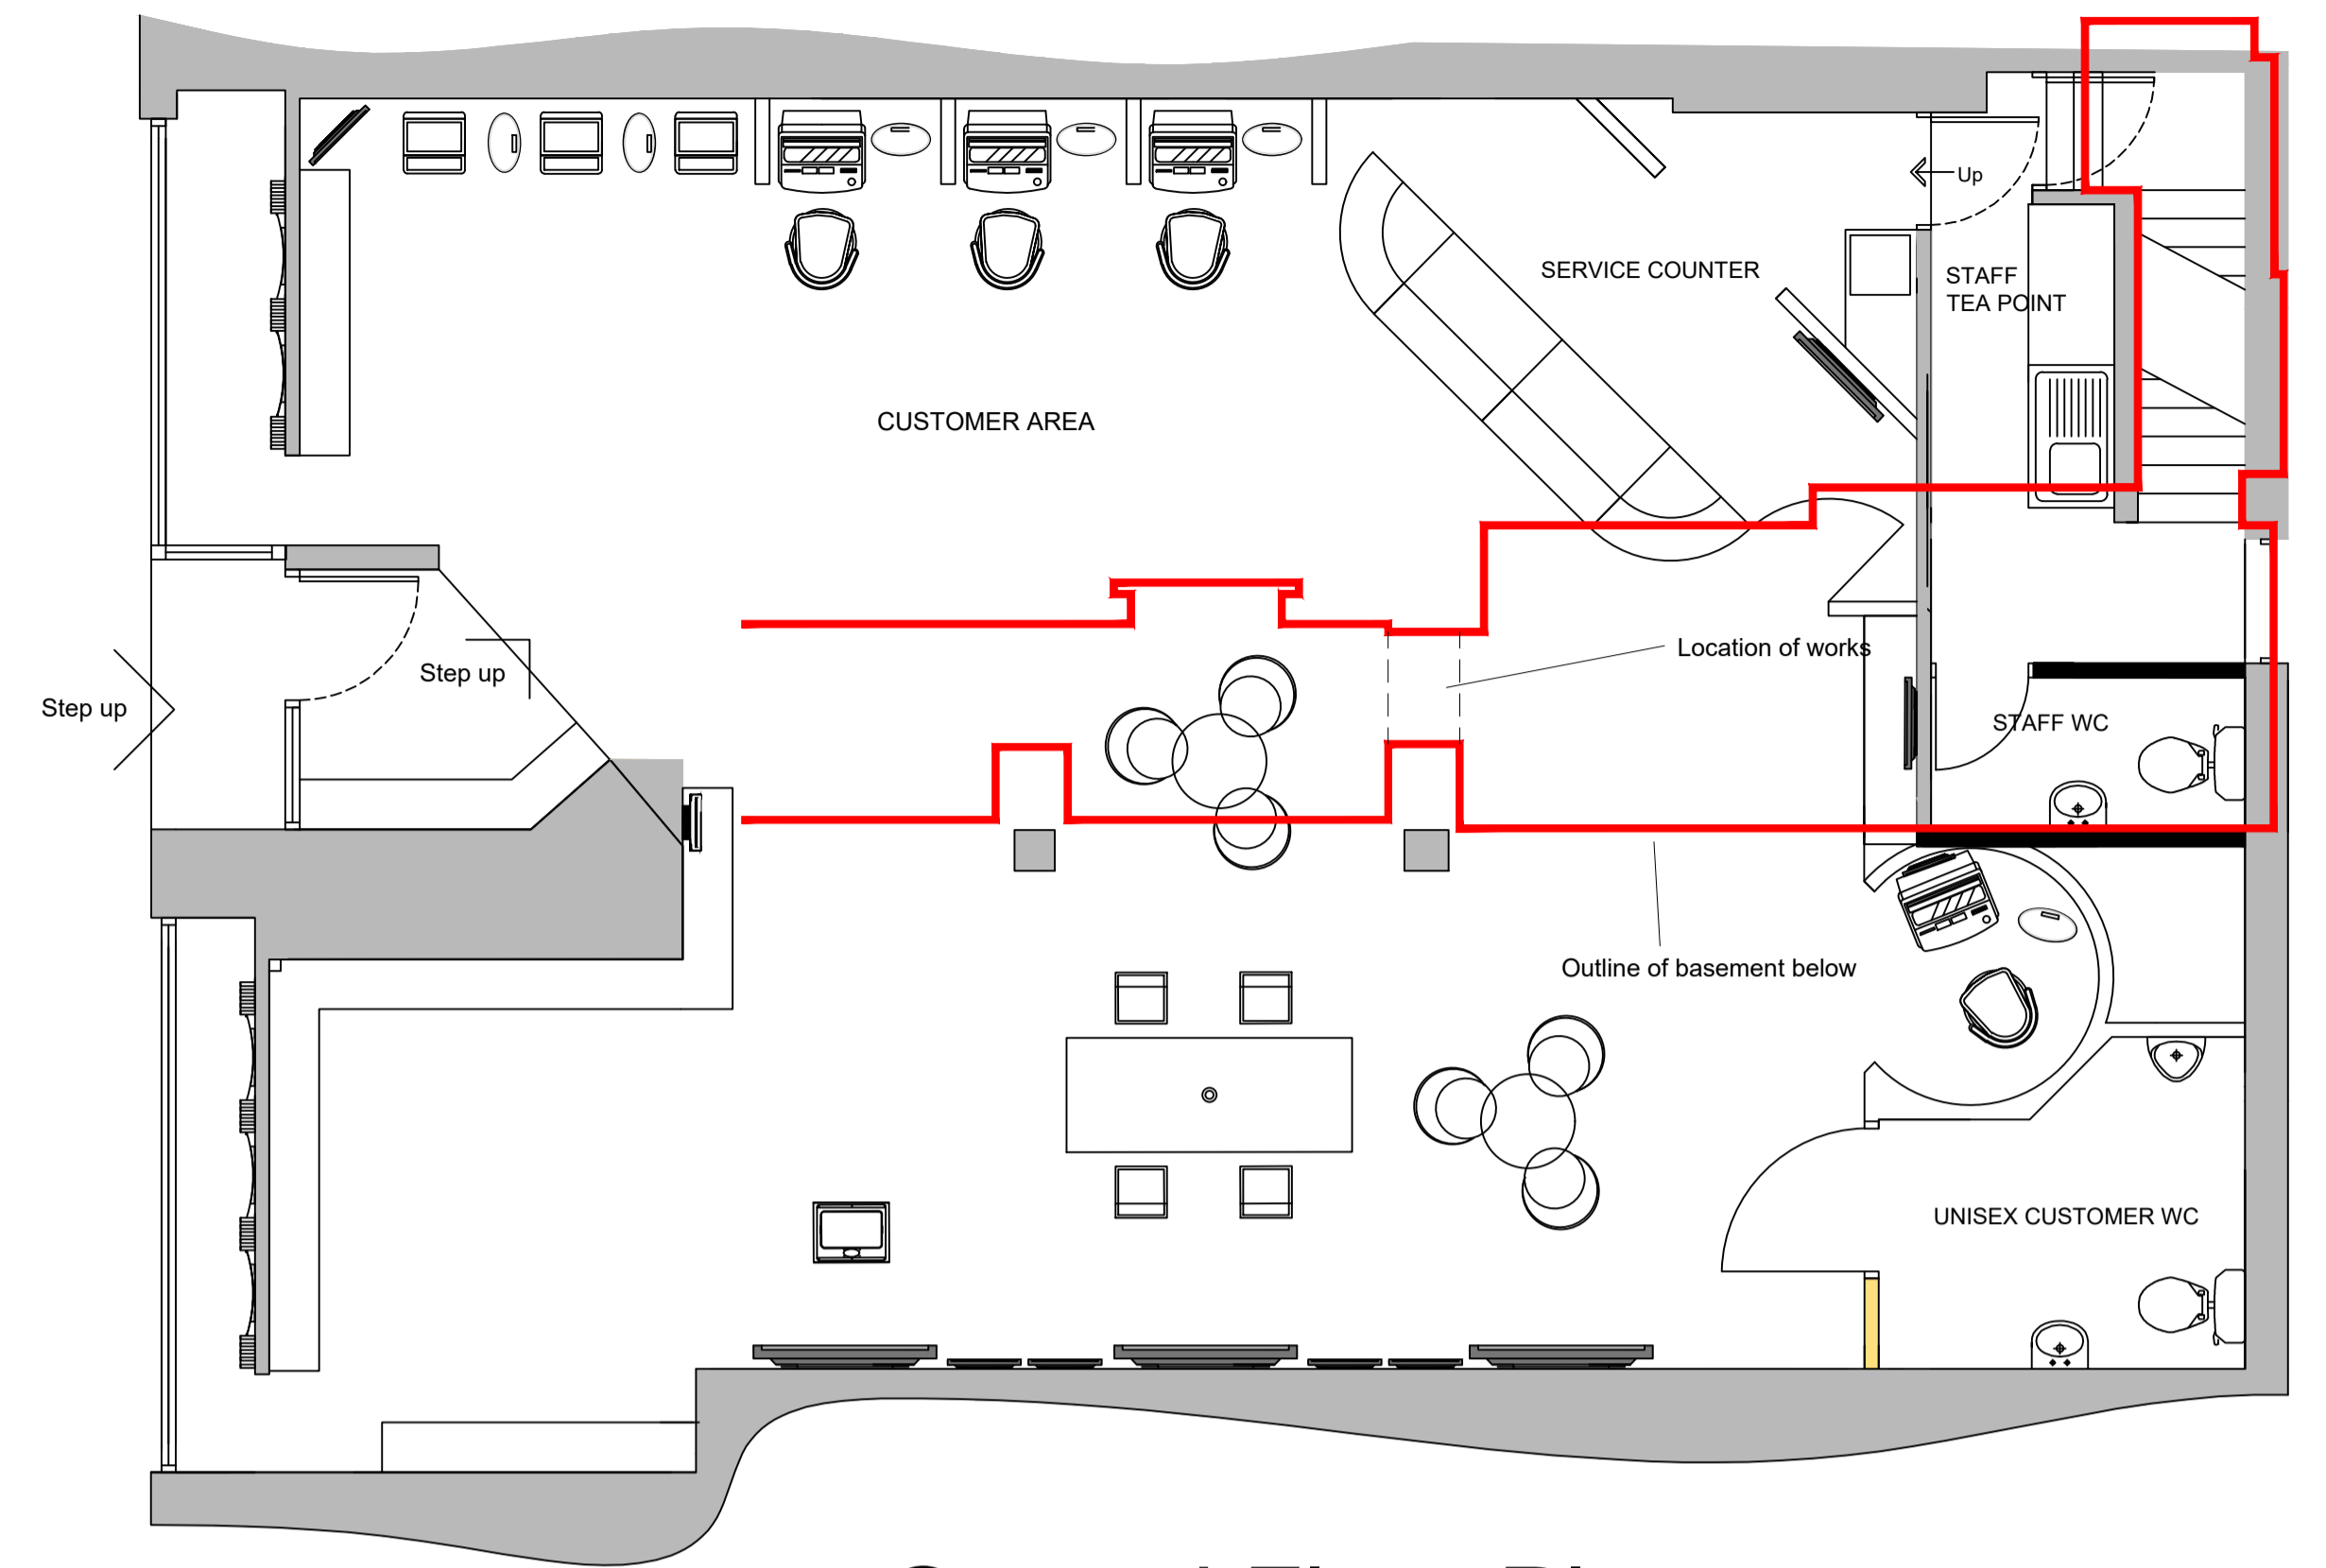 Up
SERVICE COUNTER
STAFF
TEA POINT
CUSTOMER AREA
Location of works
Step up
Step up
STAFF WC
Outline of basement below
UNISEX CUSTOMER WC